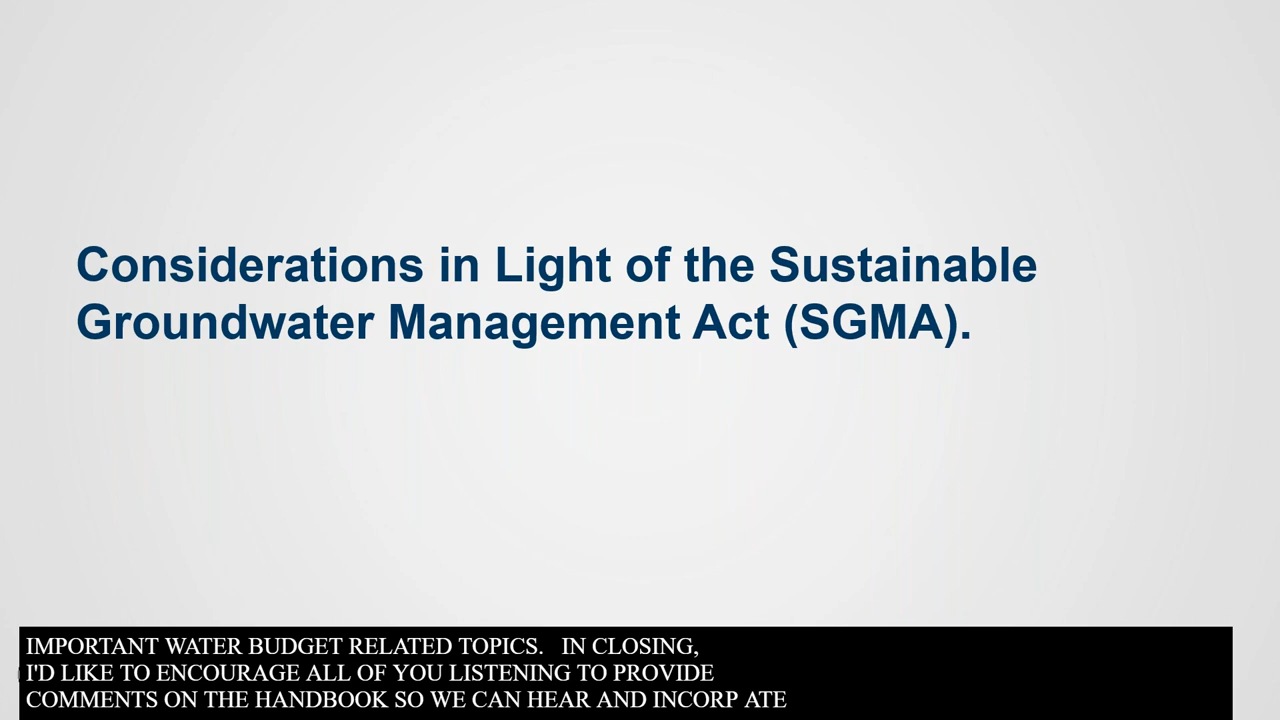 Considerations in Light of the Sustainable
Groundwater Management Act (SGMA).
IMPORTANT WATER BUDGET RELATED TOPICS.   IN CLOSING,
I'D LIKE TO ENCOURAGE ALL OF YOU LISTENING TO PROVIDE
COMMENTS ON THE HANDBOOK SO WE CAN HEAR AND INCORP ATE